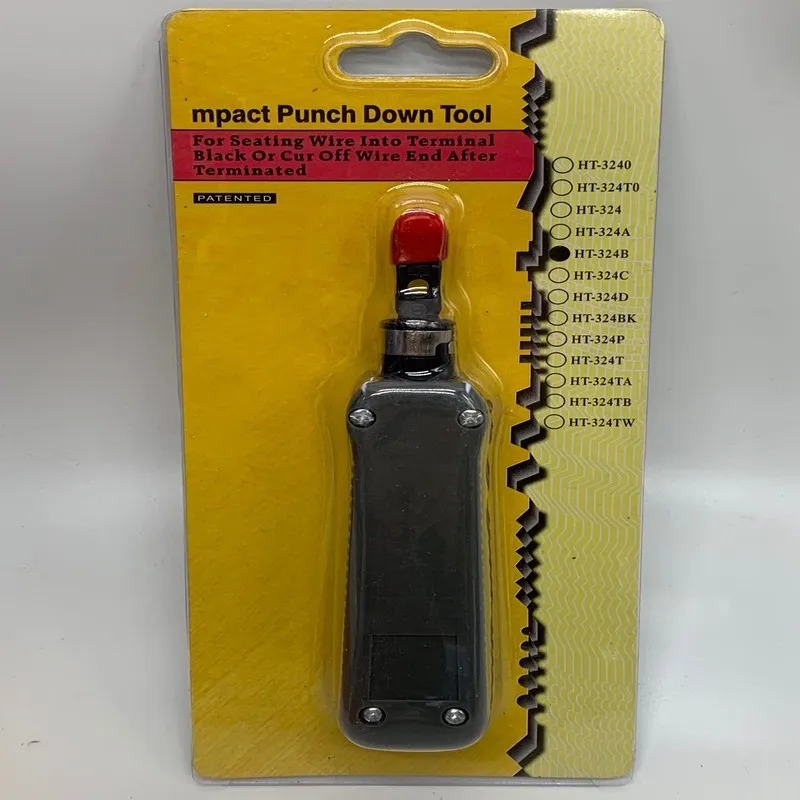 mpact Punch Down Tool
For Seating Wire Into Terminal
Black Or Cur Off Wire End After
Terminated
PATENTED
HT-3240
HT-324T0
HT-324
HT-324A
HT-324B
HT-324C
HT-324D
HT-324BK
HT-324P
HT-324T
HT-324TA
HT-324TB
HT-324TW